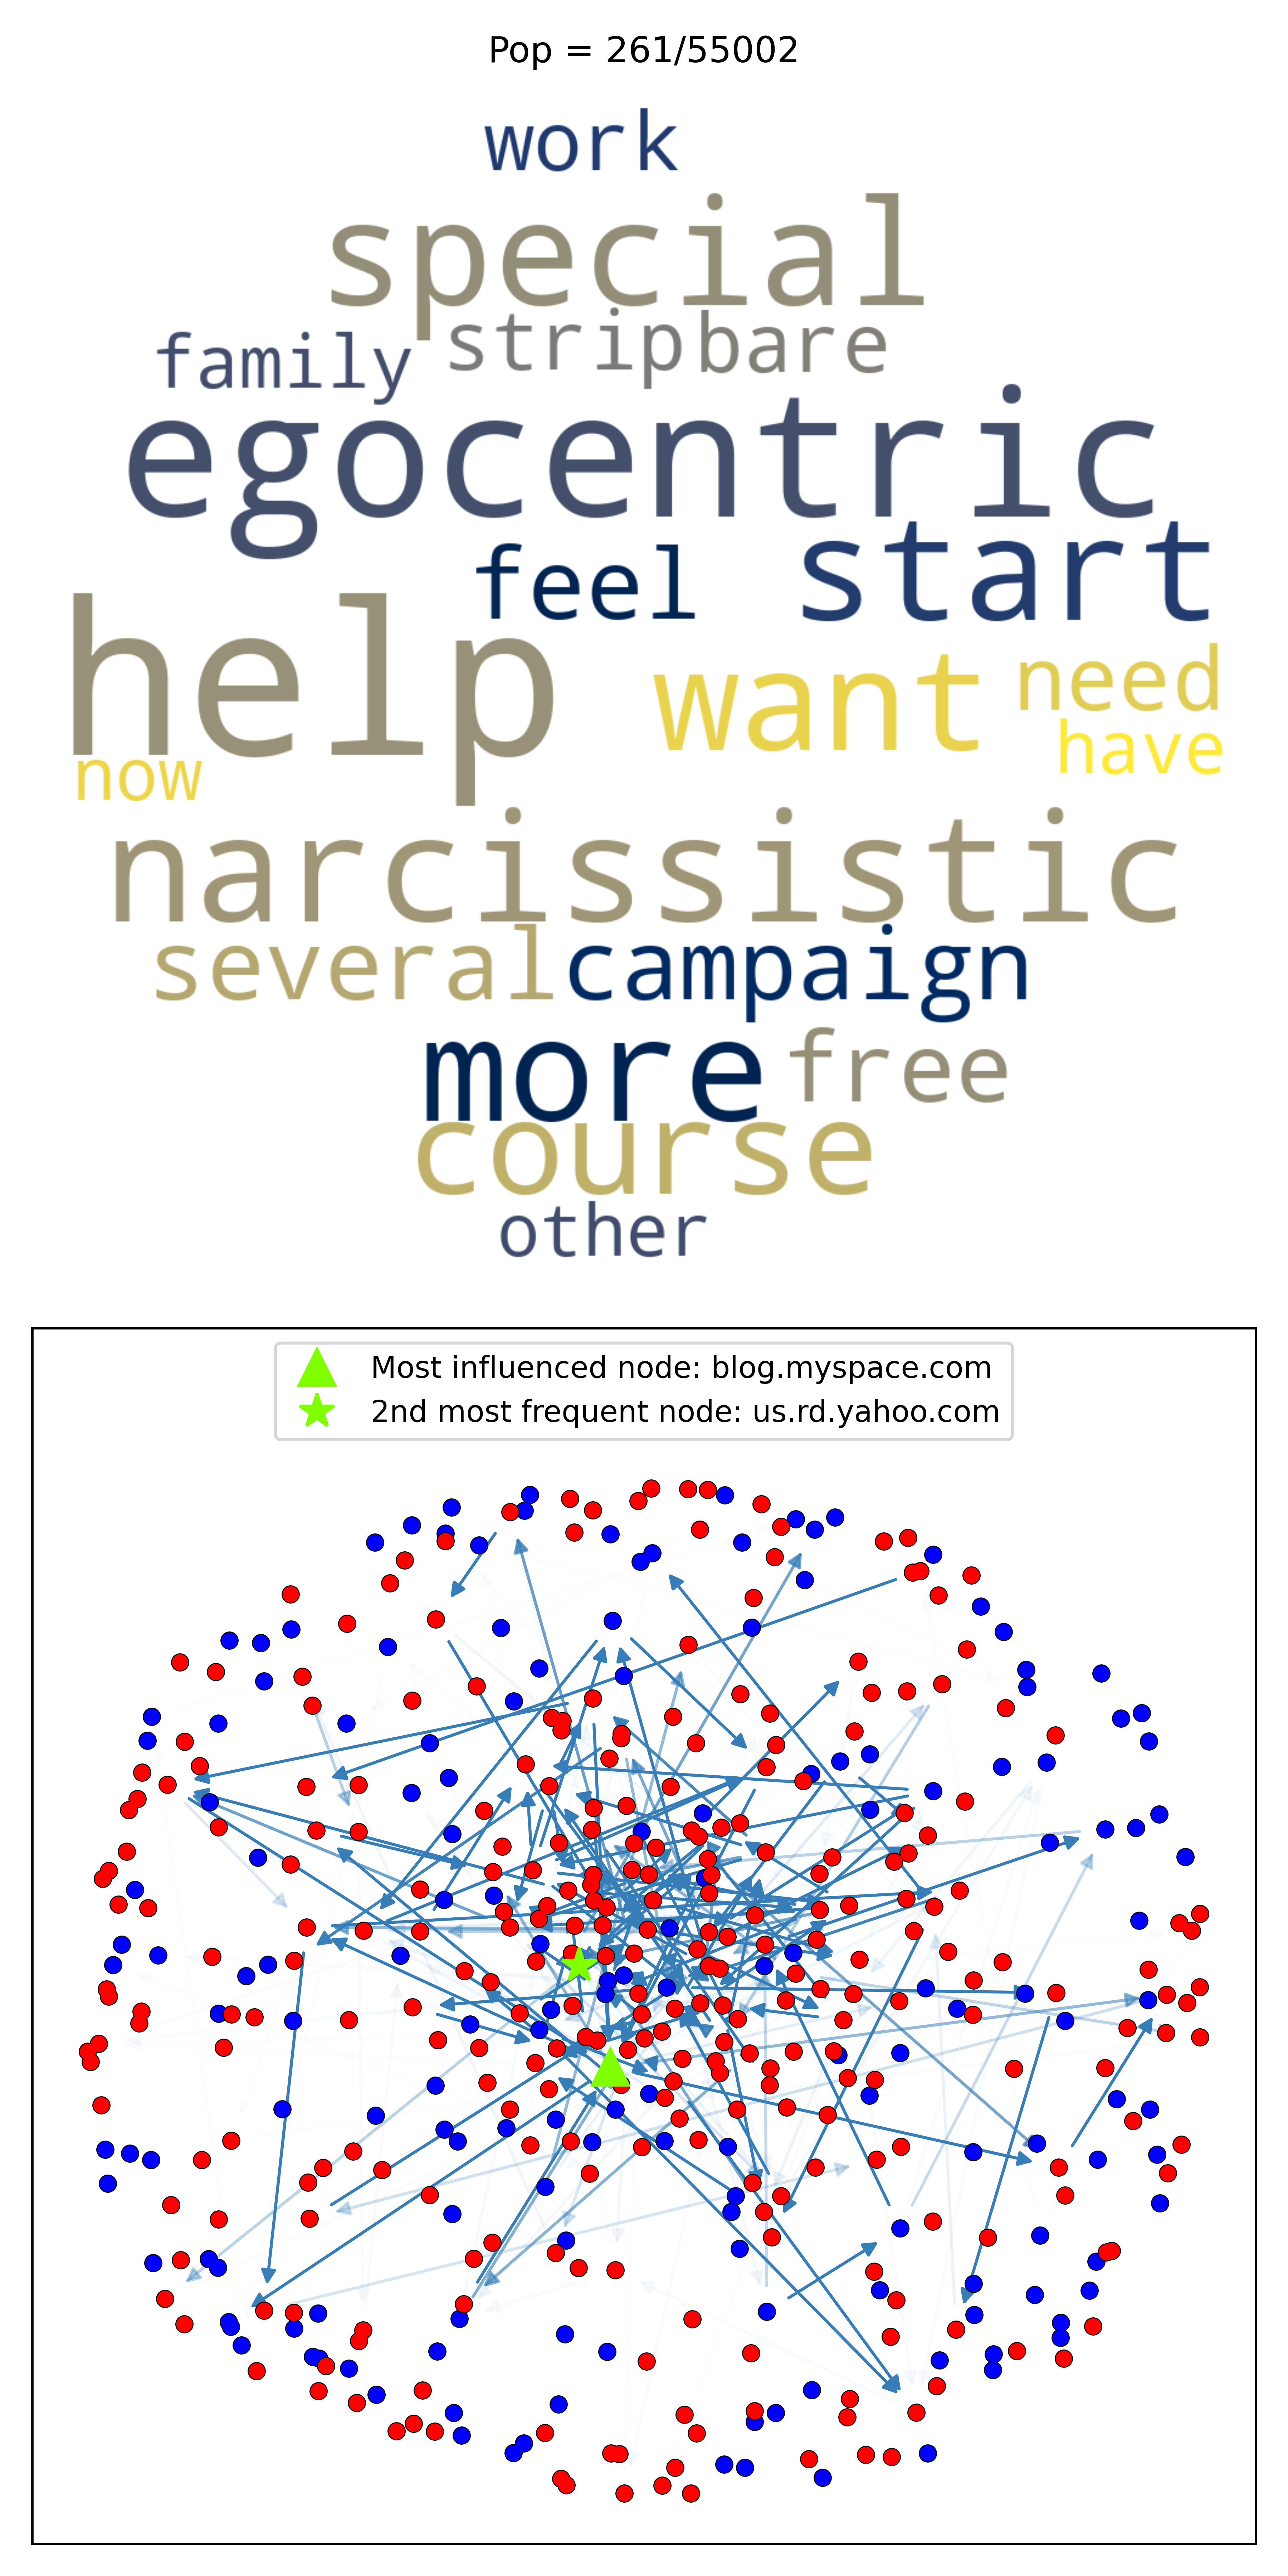 Pop = 261/55002
work
special
family stripbare
egocentric
feel start
help want need
now have
narcissistic
several campaign
more free
course
other
Most influenced node: blog.myspace.com
2nd most frequent node: us.rd.yahoo.com